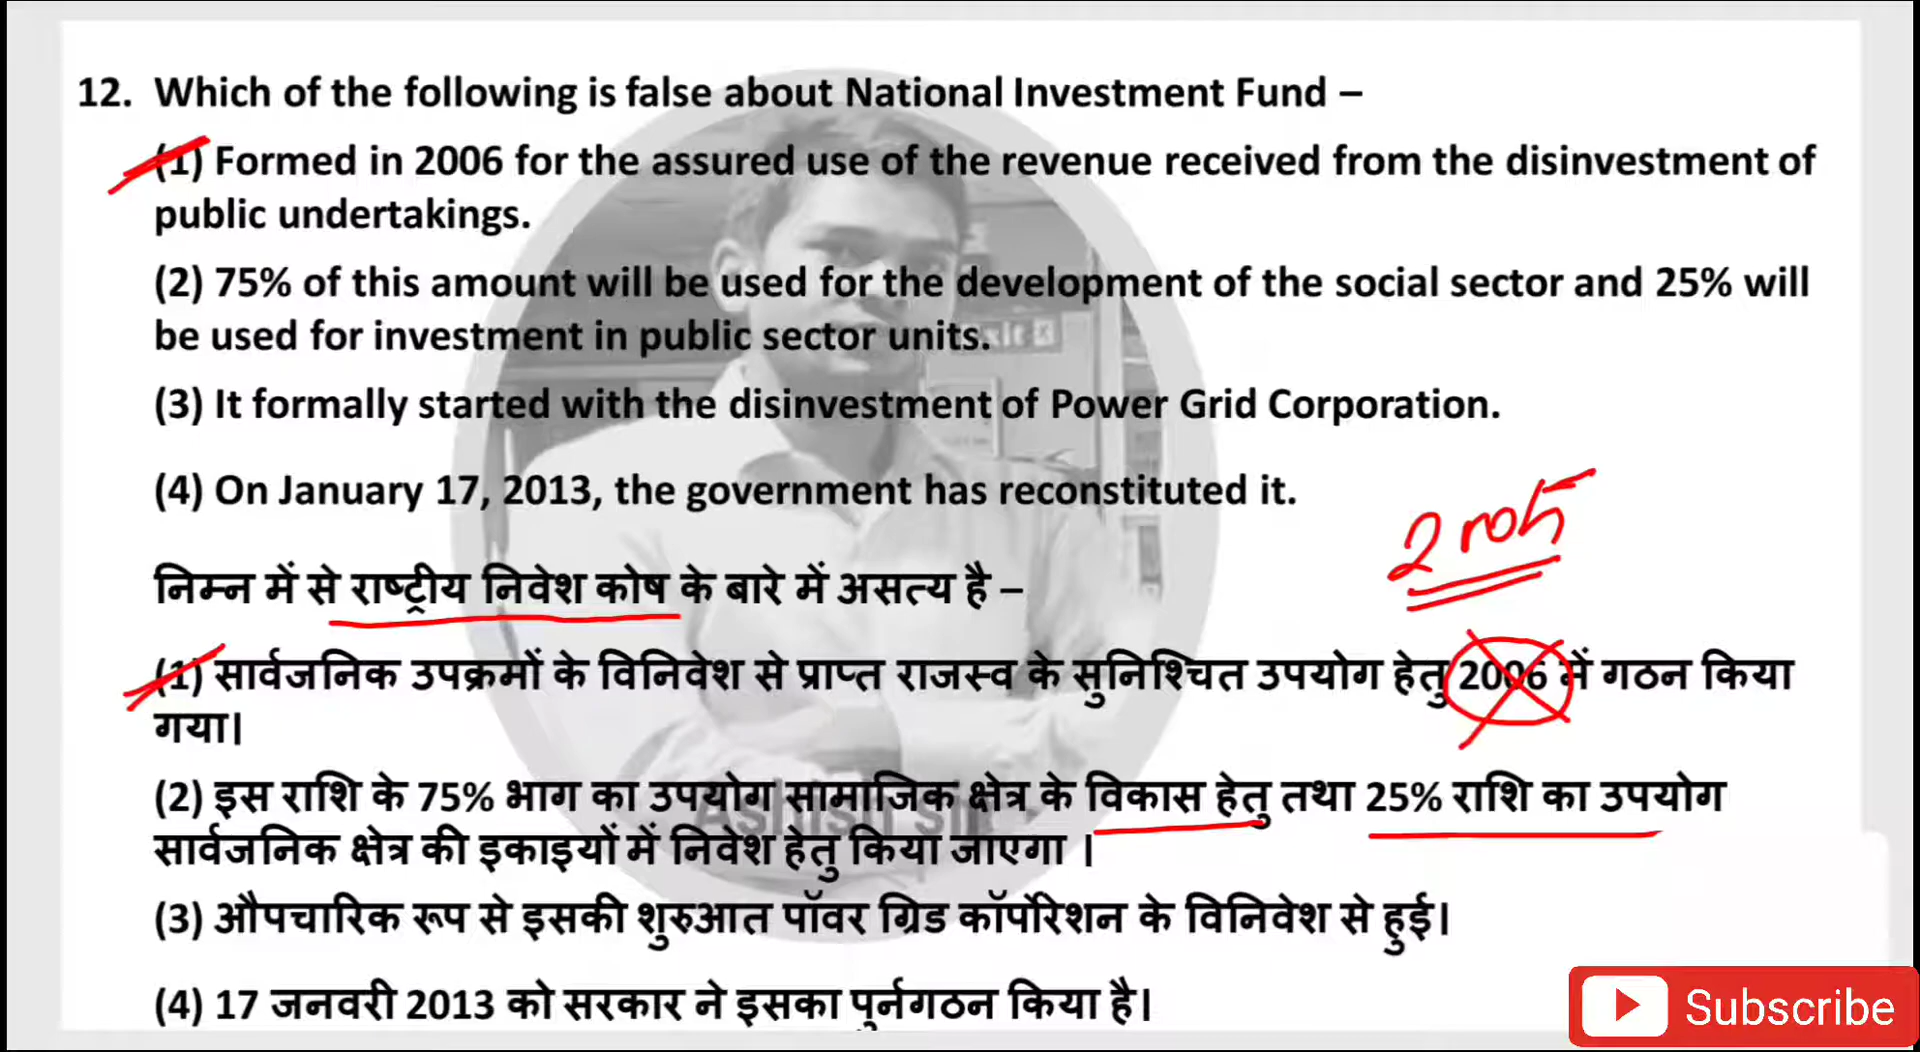 12. Which of the following is false about National Investment Fund –
(1) Formed in 2006 for the assured use of the revenue received from the disinvestment of
public undertakings.
(2) 75% of this amount will be used for the development of the social sector and 25% will
be used for investment in public sector units.
(3) It formally started with the disinvestment of Power Grid Corporation.
(4) On January 17, 2013, the government has reconstituted it.
निम्न में से राष्ट्रीय निवेश कोष के बारे में असत्य है –
(1) सार्वजनिक उपक्रमों के विनिवेश से प्राप्त राजस्व के सुनिश्चित उपयोग हेतु 2006 में गठन किया
गया।
(2) इस राशि के 75% भाग का उपयोग सामाजिक क्षेत्र के विकास हेतु तथा 25% राशि का उपयोग
सार्वजनिक क्षेत्र की इकाइयों में निवेश हेतु किया जाएगा ।
(3) औपचारिक रूप से इसकी शुरुआत पॉवर ग्रिड कॉर्पोरेशन के विनिवेश से हुई।
(4) 17 जनवरी 2013 को सरकार ने इसका पुर्नगठन किया है।
Ashish sir
Subscribe